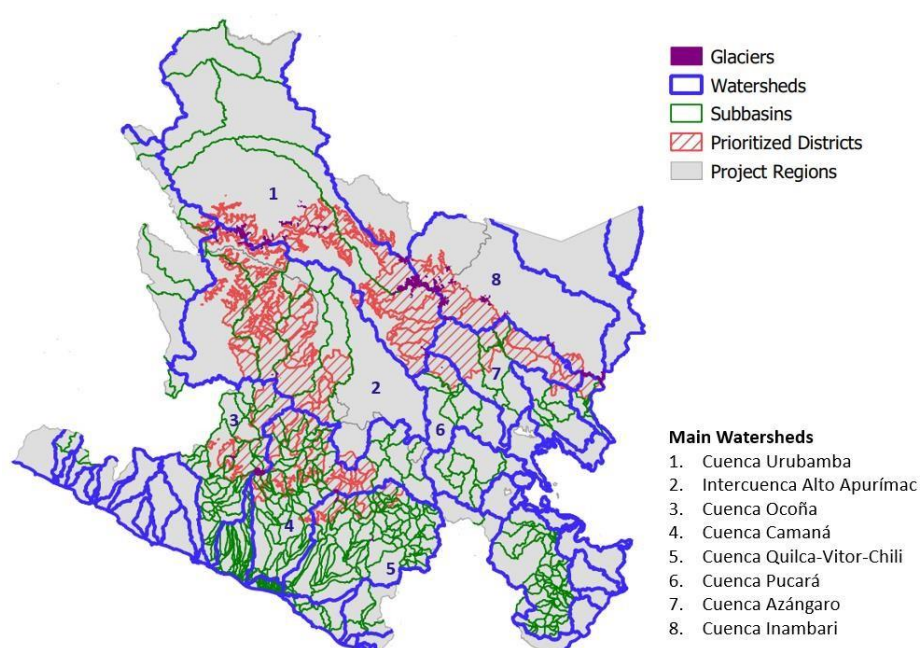 Glaciers
Watersheds
Subbasins
Prioritized Districts
Project Regions
1
8
2
7
3
6
4
5
Main Watersheds
1. Cuenca Urubamba
2. Intercuenca Alto Apurímac
3. Cuenca Ocoña
4. Cuenca Camaná
5. Cuenca Quilca-Vitor-Chili
6. Cuenca Pucará
7. Cuenca Azángaro
8. Cuenca Inambari